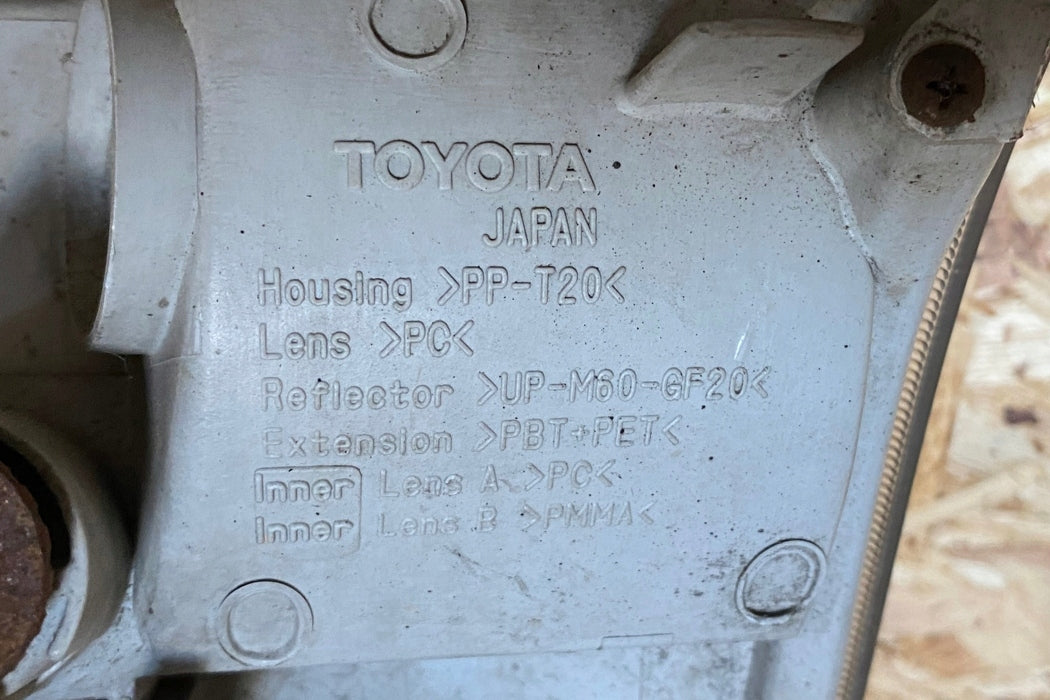 TOYOTA
JAPAN
Housing >PP-T20<
Lens >PC<
Reflector >UP-M60-GF20<
Extension >PBT+PET<
Inner Lens A >PC<
Inner Lens B >PMMA<